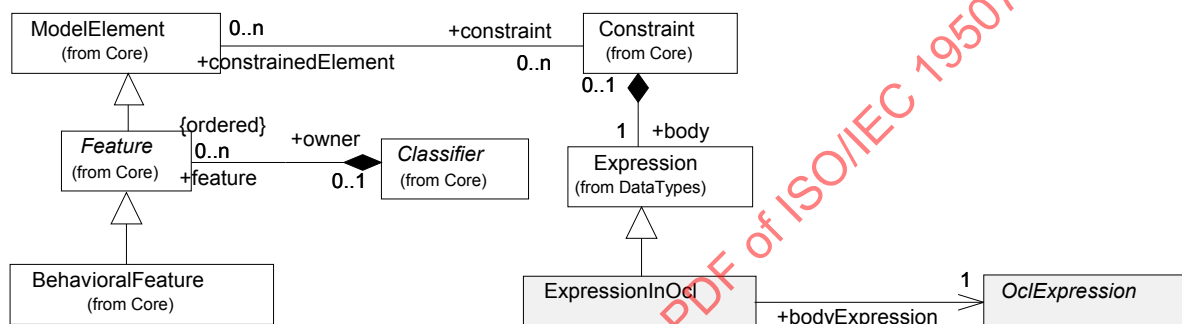 ModelElement
(from Core)
0..n
+constrainedElement
+constraint
0..n
Constraint
(from Core)
0..1
1
+body
Expression
(from DataTypes)
{ordered}
Feature
(from Core)
0..n
+feature
+owner
0..1
Classifier
(from Core)
BehavioralFeature
(from Core)
ExpressionInOcl
1
+bodyExpression
OclExpression
PDF of ISO/IEC 19507